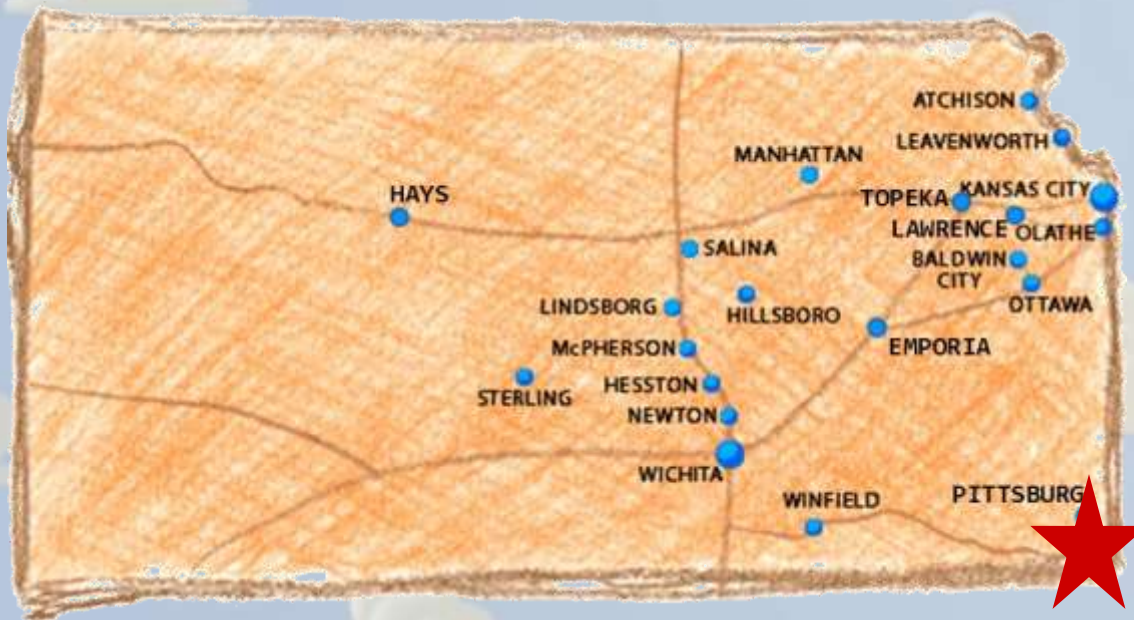 ATCHISON
LEAVENWORTH
MANHATTAN
HAYS
TOPEKA
KANSAS CITY
LAWRENCE
OLATHE
SALINA
BALDWIN
CITY
OTTAWA
LINDSBORG
HILLSBORO
McPHERSON
EMPORIA
STERLING
HESSTON
NEWTON
WICHITA
WINFIELD
PITTSBURG